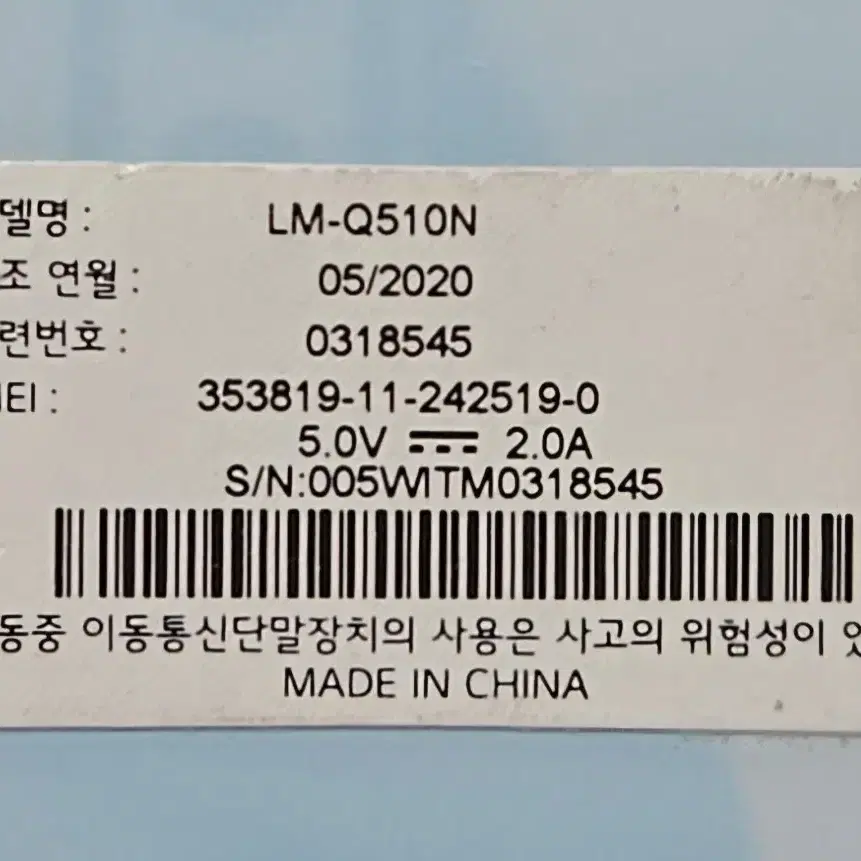 델명 : LM-Q510N
조 연월 : 05/2020
련번호 : 0318545
EI : 353819-11-242519-0
5.0V ⎓ 2.0A
S/N:005WITM0318545
동중 이동통신단말장치의 사용은 사고의 위험성이 있
MADE IN CHINA